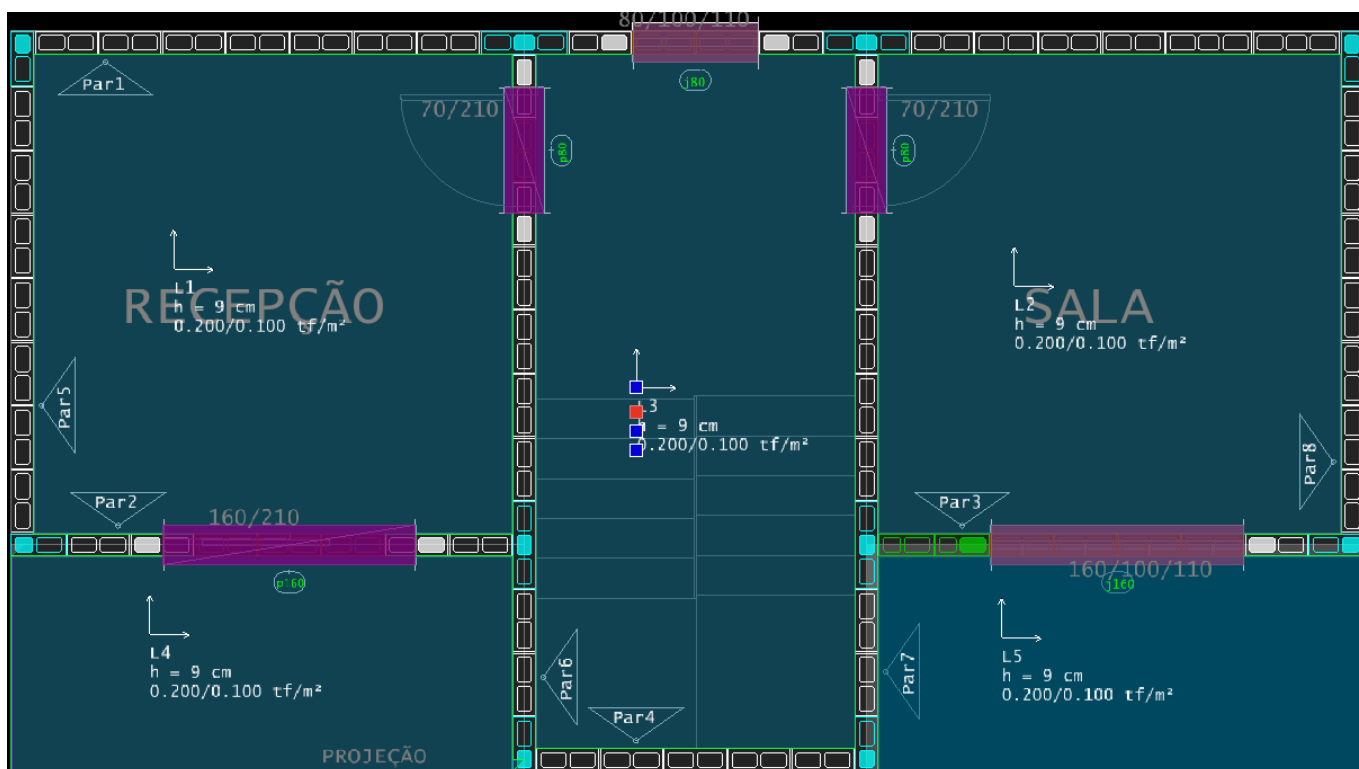 80/100/110
j80
Par1
70/210
p80
70/210
p80
RECEPÇÃO
L1
h = 9 cm
0.200/0.100 tf/m²
SALA
L2
h = 9 cm
0.200/0.100 tf/m²
Par5
L3
h = 9 cm
0.200/0.100 tf/m²
Par8
Par2
160/210
p160
Par3
160/100/110
j160
L4
h = 9 cm
0.200/0.100 tf/m²
Par6
Par7
L5
h = 9 cm
0.200/0.100 tf/m²
Par4
PROJEÇÃO